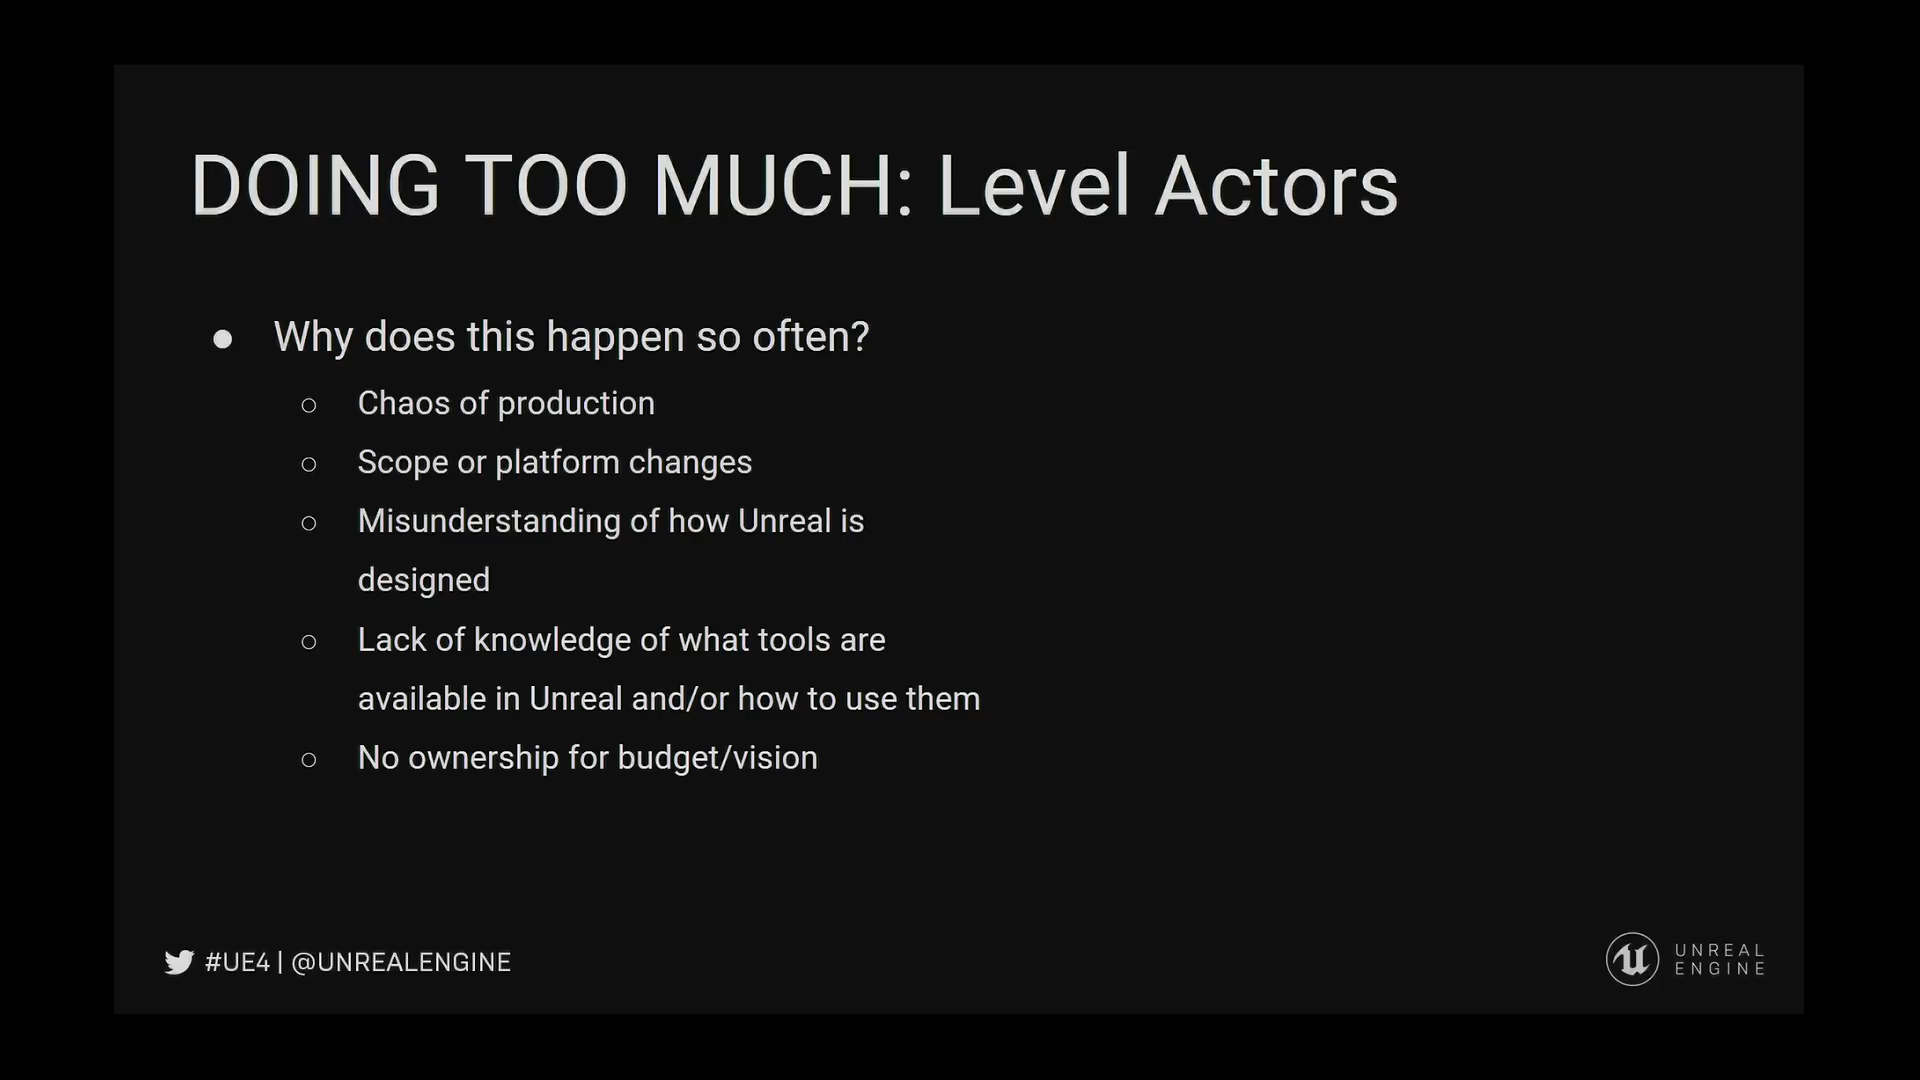 DOING TOO MUCH: Level Actors
● Why does this happen so often?
○ Chaos of production
○ Scope or platform changes
○ Misunderstanding of how Unreal is
designed
○ Lack of knowledge of what tools are
available in Unreal and/or how to use them
○ No ownership for budget/vision
#UE4 | @UNREALENGINE
UNREAL
ENGINE